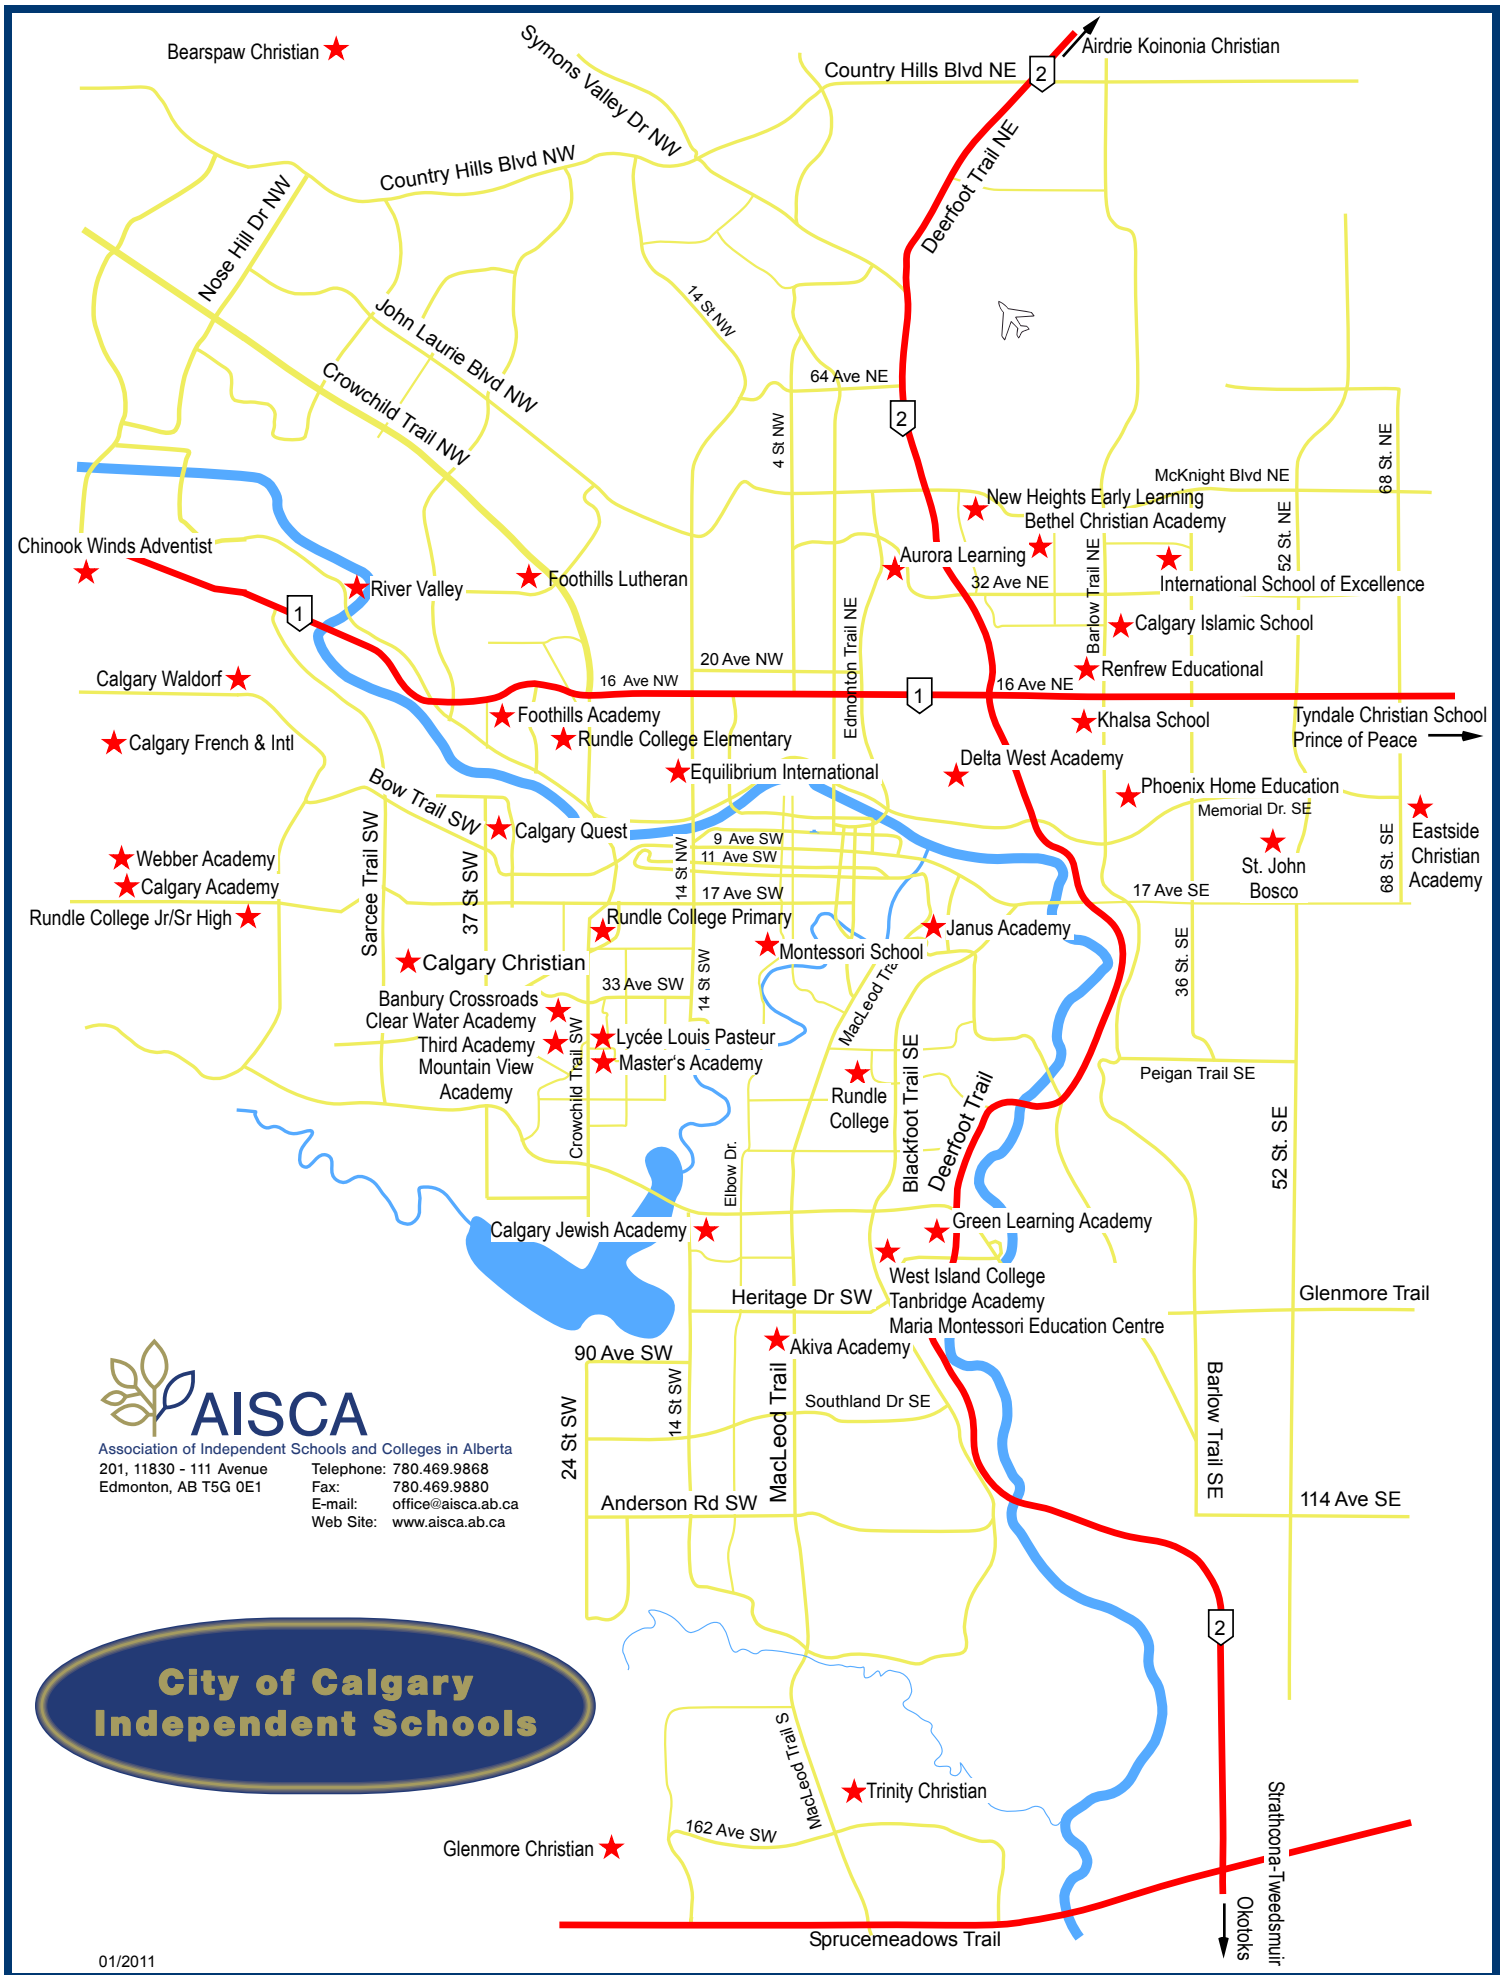 Bearspaw Christian
Symons Valley Dr NW
Airdrie Koinonia Christian
Country Hills Blvd NE
2
Deerfoot Trail NE
Country Hills Blvd NW
Nose Hill Dr NW
14 St NW
John Laurie Blvd NW
Crowchild Trail NW
64 Ave NE
2
4 St NW
68 St. NE
McKnight Blvd NE
New Heights Early Learning
Bethel Christian Academy
52 St. NE
Chinook Winds Adventist
Aurora Learning
Barlow Trail NE
River Valley
Foothills Lutheran
32 Ave NE
International School of Excellence
1
Edmonton Trail NE
Calgary Islamic School
20 Ave NW
Renfrew Educational
Calgary Waldorf
16 Ave NW
1
16 Ave NE
Foothills Academy
Khalsa School
Tyndale Christian School
Prince of Peace
Calgary French & Intl
Rundle College Elementary
Delta West Academy
Equilibrium International
Phoenix Home Education
Bow Trail SW
Memorial Dr. SE
Calgary Quest
Eastside
Christian
Academy
Sarcee Trail SW
9 Ave SW
11 Ave SW
Webber Academy
St. John
Bosco
37 St SW
14 St NW
68 St. SE
Calgary Academy
17 Ave SW
17 Ave SE
Rundle College Jr/Sr High
Rundle College Primary
Janus Academy
Montessori School
Calgary Christian
36 St. SE
MacLeod Tra
14 St SW
33 Ave SW
Banbury Crossroads
Clear Water Academy
Third Academy
Mountain View
Academy
Crowchild Trail SW
Lycée Louis Pasteur
Master's Academy
Rundle
College
Blackfoot Trail SE
Deerfoot Trail
Peigan Trail SE
52 St. SE
Elbow Dr.
Calgary Jewish Academy
Green Learning Academy
West Island College
Tanbridge Academy
Maria Montessori Education Centre
Heritage Dr SW
Glenmore Trail
Akiva Academy
90 Ave SW
24 St SW
14 St SW
MacLeod Trail
Southland Dr SE
Barlow Trail SE
AISCA
Association of Independent Schools and Colleges in Alberta
201, 11830 - 111 Avenue
Edmonton, AB T5G 0E1
Telephone: 780.469.9868
Fax: 780.469.9880
E-mail: office@aisca.ab.ca
Web Site: www.aisca.ab.ca
Anderson Rd SW
114 Ave SE
2
City of Calgary
Independent Schools
MacLeod Trail S
Trinity Christian
162 Ave SW
Glenmore Christian
Strathoona-Tweedsmuir
Okotoks
Sprucemeadows Trail
01/2011